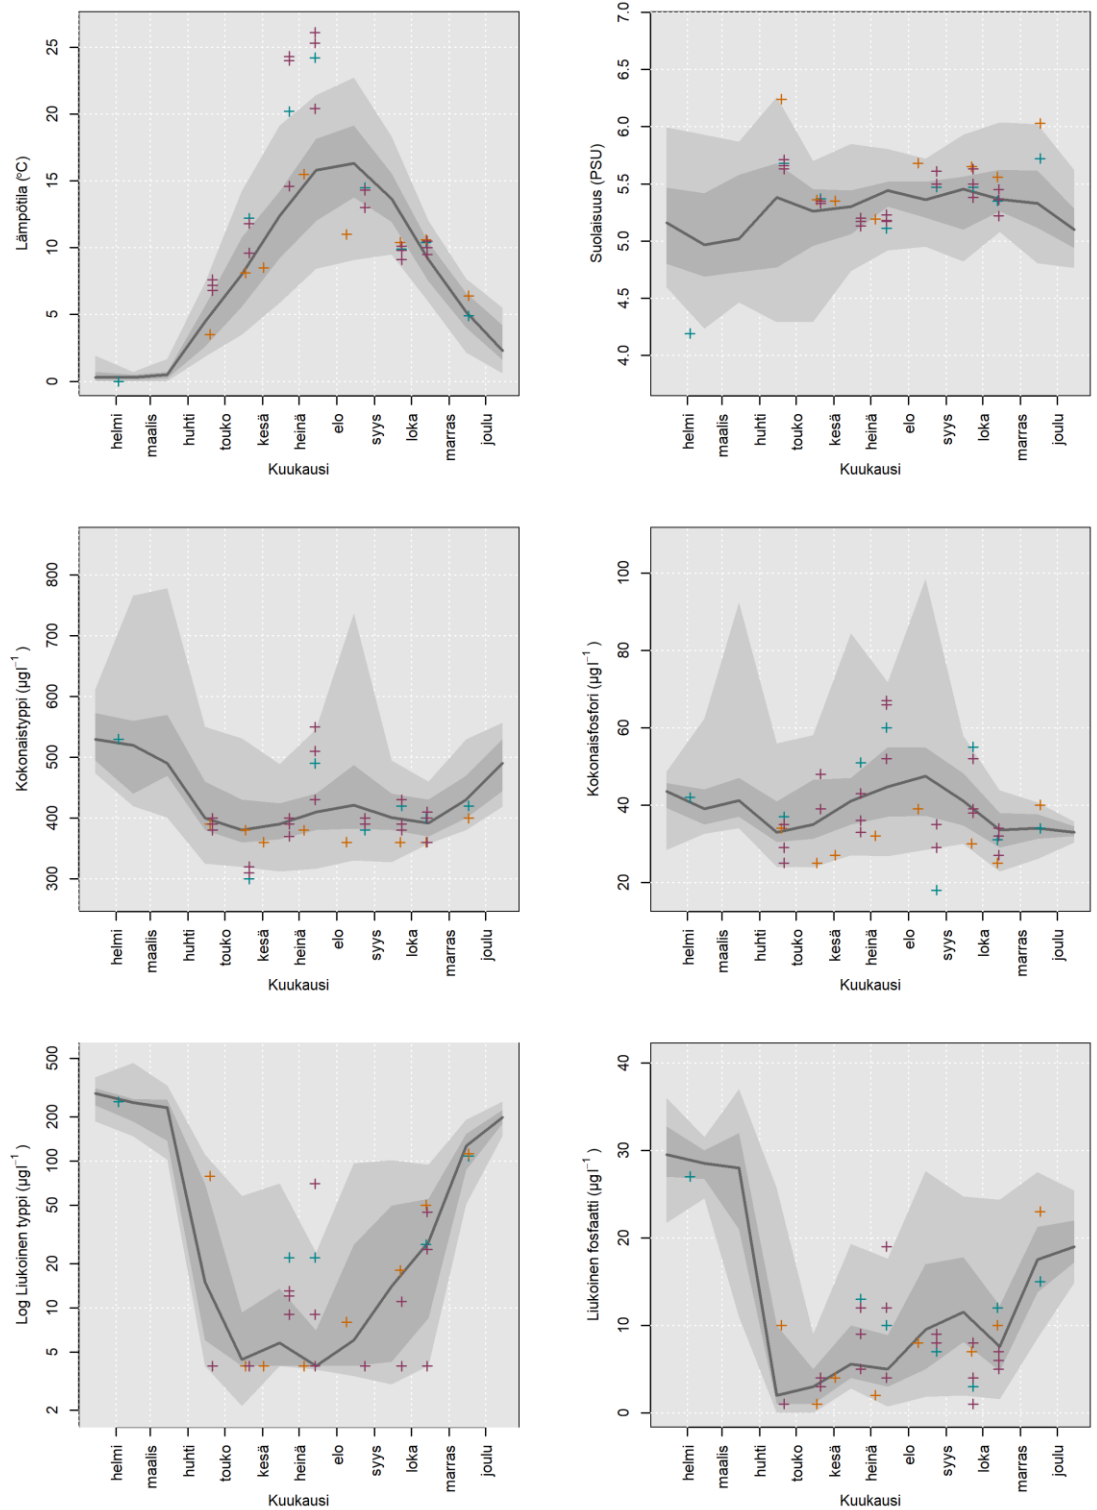 Lämpötila (°C)
25
20
15
10
5
0
helmi
maalis
huhti
touko
kesä
heinä
elo
syys
loka
marras
joulu
Kuukausi
Suolaisuus (PSU)
7.0
6.5
6.0
5.5
5.0
4.5
4.0
helmi
maalis
huhti
touko
kesä
heinä
elo
syys
loka
marras
joulu
Kuukausi
Kokonaistyppi (µgl⁻¹ )
800
700
600
500
400
300
helmi
maalis
huhti
touko
kesä
heinä
elo
syys
loka
marras
joulu
Kuukausi
Kokonaisfosfori (µgl⁻¹ )
100
80
60
40
20
helmi
maalis
huhti
touko
kesä
heinä
elo
syys
loka
marras
joulu
Kuukausi
Log Liukoinen typpi (µgl⁻¹ )
500
200
100
50
20
10
5
2
helmi
maalis
huhti
touko
kesä
heinä
elo
syys
loka
marras
joulu
Kuukausi
Liukoinen fosfaatti (µgl⁻¹ )
40
30
20
10
0
helmi
maalis
huhti
touko
kesä
heinä
elo
syys
loka
marras
joulu
Kuukausi